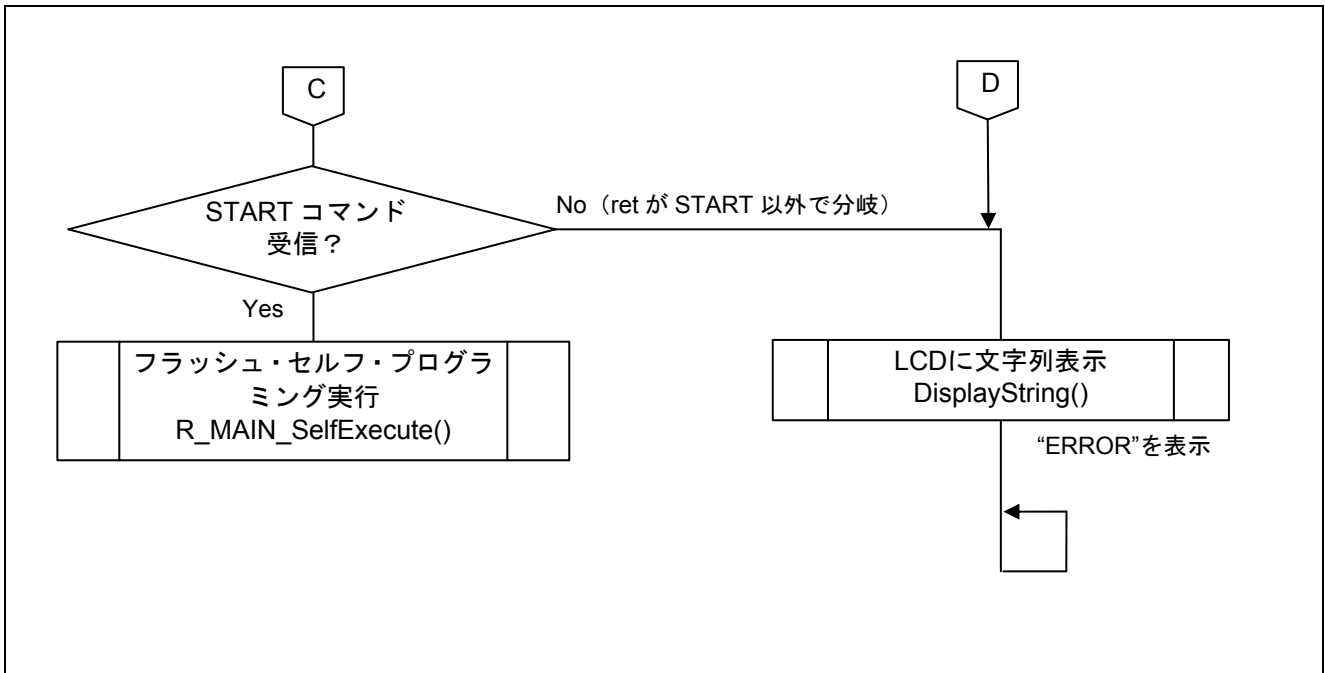 C
D
START コマンド
受信？
No（ret が START 以外で分岐）
Yes
フラッシュ・セルフ・プログラ
ミング実行
R_MAIN_SelfExecute()
LCDに文字列表示
DisplayString()
“ERROR”を表示